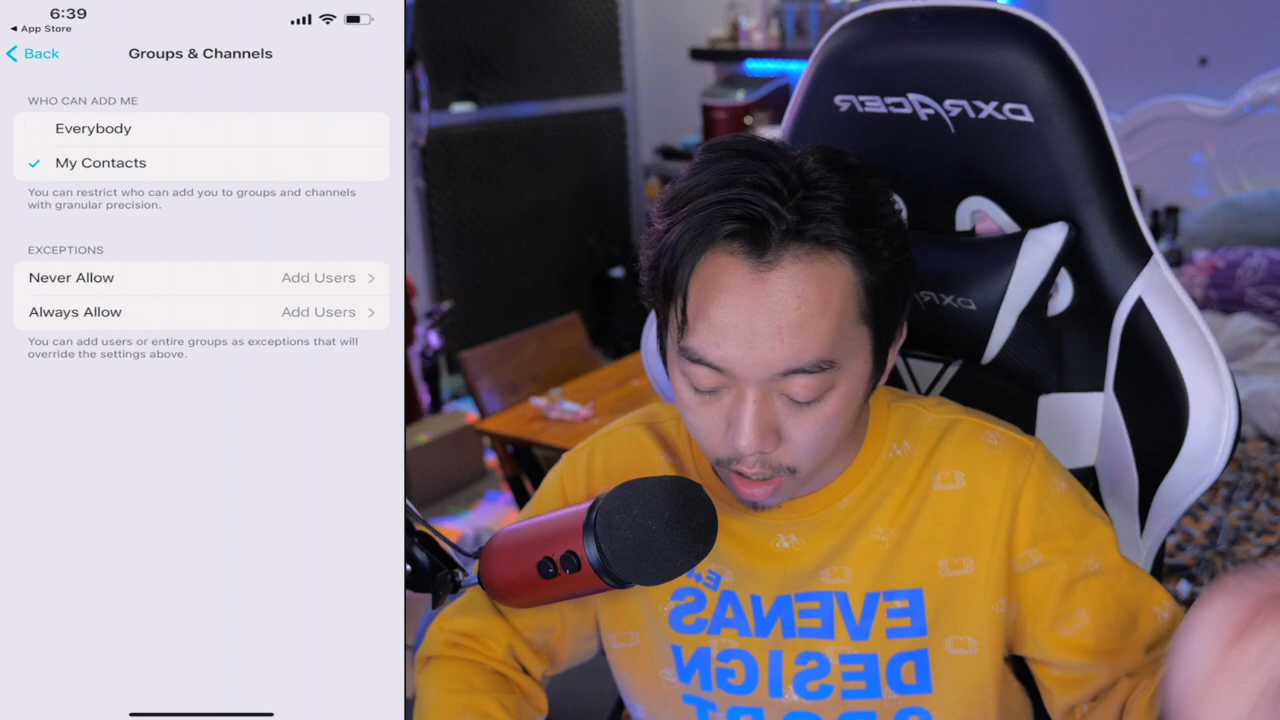 6:39
App Store
Back
Groups & Channels
WHO CAN ADD ME
Everybody
My Contacts
You can restrict who can add you to groups and channels
with granular precision.
EXCEPTIONS
Never Allow
Add Users
Always Allow
Add Users
You can add users or entire groups as exceptions that will
override the settings above.
DXRACER
DXR
EVENAS
DESIGN
SPORT